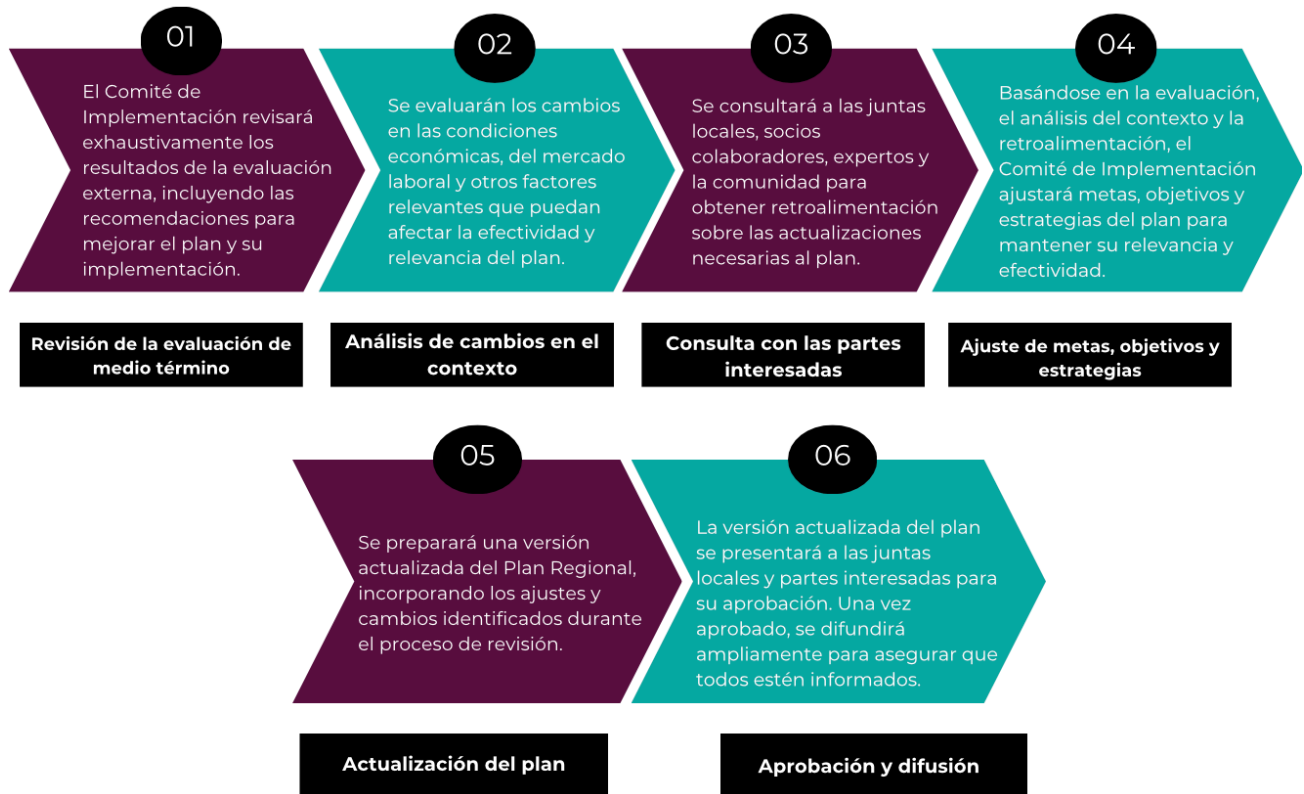 01
El Comité de
Implementación revisará
exhaustivamente los
resultados de la evaluación
externa, incluyendo las
recomendaciones para
mejorar el plan y su
implementación.
Revisión de la evaluación de
medio término
02
Se evaluarán los cambios
en las condiciones
económicas, del mercado
laboral y otros factores
relevantes que puedan
afectar la efectividad y
relevancia del plan.
Análisis de cambios en el
contexto
03
Se consultará a las juntas
locales, socios
colaboradores, expertos y
la comunidad para
obtener retroalimentación
sobre las actualizaciones
necesarias al plan.
Consulta con las partes
interesadas
04
Basándose en la evaluación,
el análisis del contexto y la
retroalimentación, el
Comité de Implementación
ajustará metas, objetivos y
estrategias del plan para
mantener su relevancia y
efectividad.
Ajuste de metas, objetivos y
estrategias
05
Se preparará una versión
actualizada del Plan Regional,
incorporando los ajustes y
cambios identificados durante
el proceso de revisión.
Actualización del plan
06
La versión actualizada del plan
se presentará a las juntas
locales y partes interesadas para
su aprobación. Una vez
aprobado, se difundirá
ampliamente para asegurar que
todos estén informados.
Aprobación y difusión